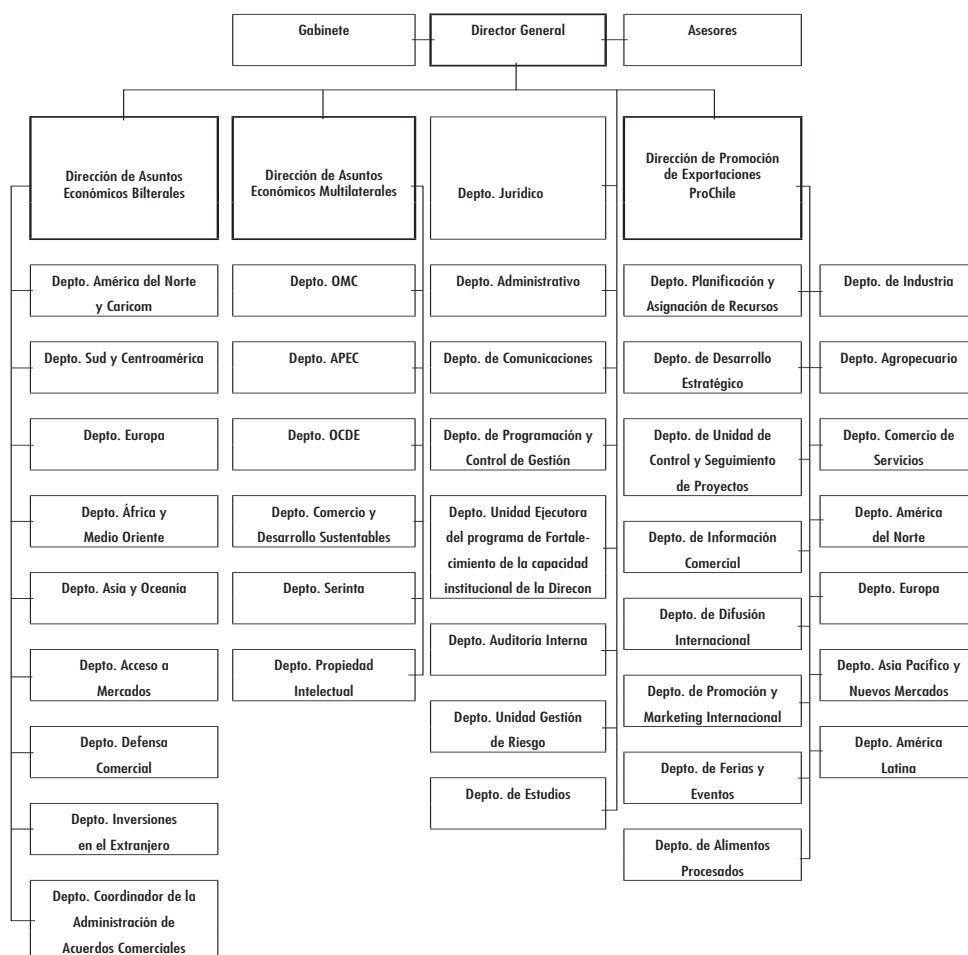 Gabinete
Director General
Asesores
Dirección de Asuntos
Económicos Bilterales
Dirección de Asuntos
Económicos Multilaterales
Depto. Jurídico
Dirección de Promoción
de Exportaciones
ProChile
Depto. América del Norte
y Caricom
Depto. Sud y Centroamérica
Depto. Europa
Depto. África y
Medio Oriente
Depto. Asia y Oceanía
Depto. Acceso a
Mercados
Depto. Defensa
Comercial
Depto. Inversiones
en el Extranjero
Depto. Coordinador de la
Administración de
Acuerdos Comerciales
Depto. OMC
Depto. APEC
Depto. OCDE
Depto. Comercio y
Desarrollo Sustentables
Depto. Serinta
Depto. Propiedad
Intelectual
Depto. Administrativo
Depto. de Comunicaciones
Depto. de Programación y
Control de Gestión
Depto. Unidad Ejecutora
del programa de Fortale-
cimiento de la capacidad
institucional de la Direcon
Depto. Auditoría Interna
Depto. Unidad Gestión
de Riesgo
Depto. de Estudios
Depto. Planificación y
Asignación de Recursos
Depto. de Desarrollo
Estratégico
Depto. de Unidad de
Control y Seguimiento
de Proyectos
Depto. de Información
Comercial
Depto. de Difusión
Internacional
Depto. de Promoción y
Marketing Internacional
Depto. de Ferias y
Eventos
Depto. de Alimentos
Procesados
Depto. de Industria
Depto. Agropecuario
Depto. Comercio de
Servicios
Depto. América
del Norte
Depto. Europa
Depto. Asia Pacífico y
Nuevos Mercados
Depto. América
Latina